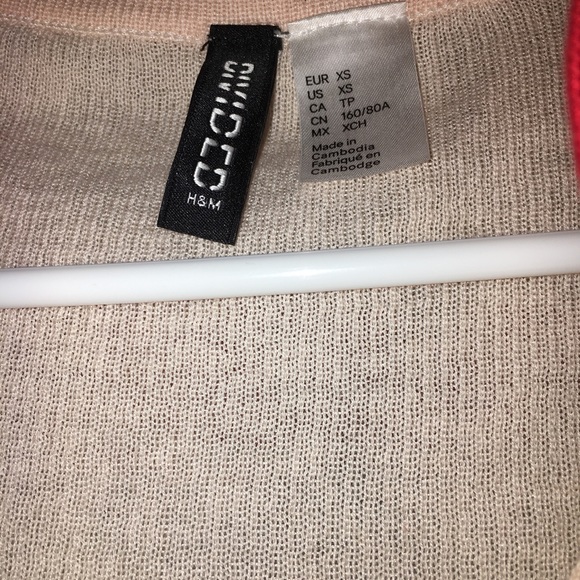 DIVIDED
H&M
EUR XS
US XS
CA TP
CN 160/80A
MX XCH
Made in
Cambodia
Fabriqué en
Cambodge